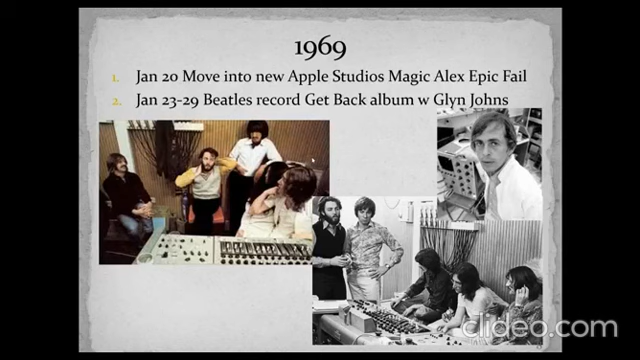 1969
1. Jan 20 Move into new Apple Studios Magic Alex Epic Fail
2. Jan 23-29 Beatles record Get Back album w Glyn Johns
clideo.com